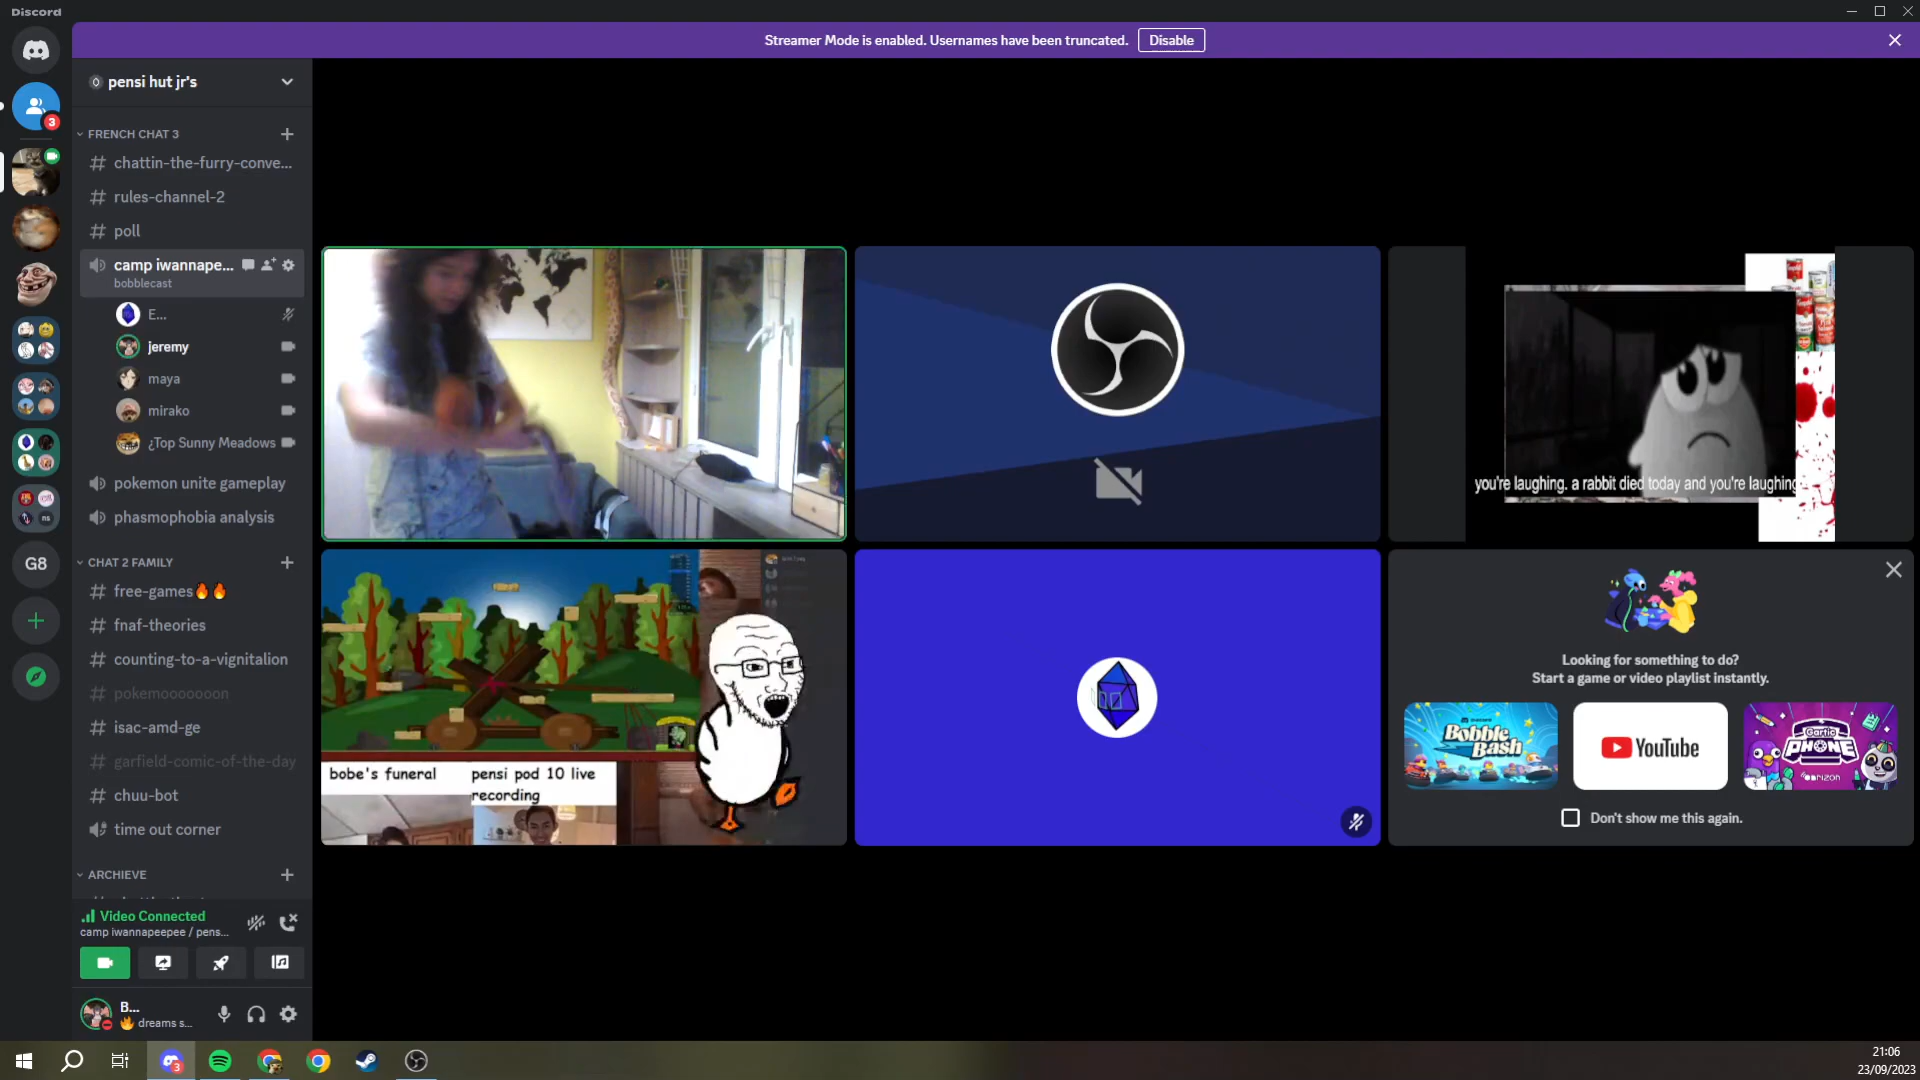 Discord
Streamer Mode is enabled. Usernames have been truncated.
Disable
pensi hut jr's
3
FRENCH CHAT 3
chattin-the-furry-conve...
rules-channel-2
poll
camp iwannape...
bobblecast
E...
jeremy
maya
mirako
¿Top Sunny Meadows
pokemon unite gameplay
phasmophobia analysis
G8
CHAT 2 FAMILY
free-games🔥🔥
fnaf-theories
counting-to-a-vignitalion
pokemooooooon
isac-amd-ge
garfield-comic-of-the-day
chuu-bot
time out corner
ARCHIEVE
Video Connected
camp iwannapeepee / pens...
B...
🔥 dreams s...
you're laughing. a rabbit died today and you're laughing
bobe's funeral
pensi pod 10 live
recording
Looking for something to do?
Start a game or video playlist instantly.
Bobble
Bash
YouTube
Gartic
PHONE
Don't show me this again.
3
21:06
23/09/2023